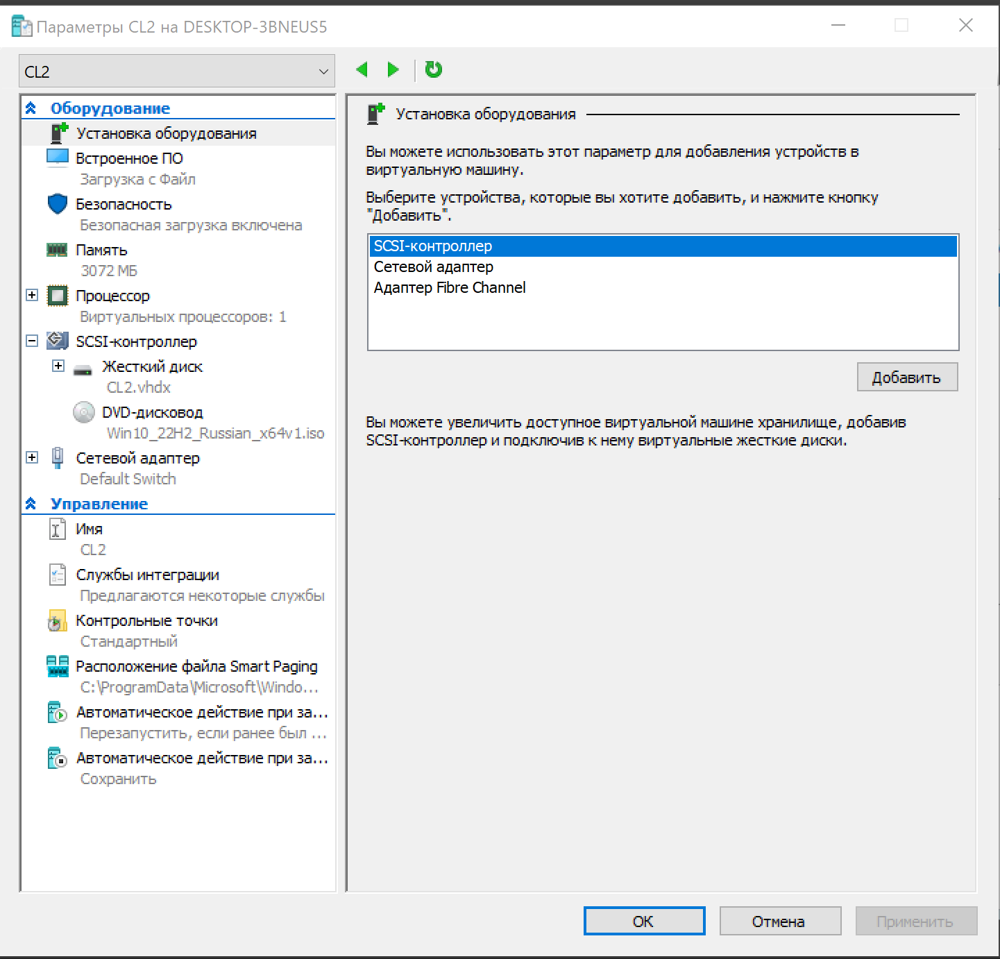 Параметры CL2 на DESKTOP-3BNEUS5
CL2
Оборудование
Установка оборудования
Встроенное ПО
Загрузка с Файл
Безопасность
Безопасная загрузка включена
Память
3072 МБ
Процессор
Виртуальных процессоров: 1
SCSI-контроллер
Жесткий диск
CL2.vhdx
DVD-дисковод
Win10_22H2_Russian_x64v1.iso
Сетевой адаптер
Default Switch
Управление
Имя
CL2
Службы интеграции
Предлагаются некоторые службы
Контрольные точки
Стандартный
Расположение файла Smart Paging
C:\ProgramData\Microsoft\Windo...
Автоматическое действие при за...
Перезапустить, если ранее был ...
Автоматическое действие при за...
Сохранить
Установка оборудования
Вы можете использовать этот параметр для добавления устройств в
виртуальную машину.
Выберите устройства, которые вы хотите добавить, и нажмите кнопку
"Добавить".
SCSI-контроллер
Сетевой адаптер
Адаптер Fibre Channel
Добавить
Вы можете увеличить доступное виртуальной машине хранилище, добавив
SCSI-контроллер и подключив к нему виртуальные жесткие диски.
ОК
Отмена
Применить